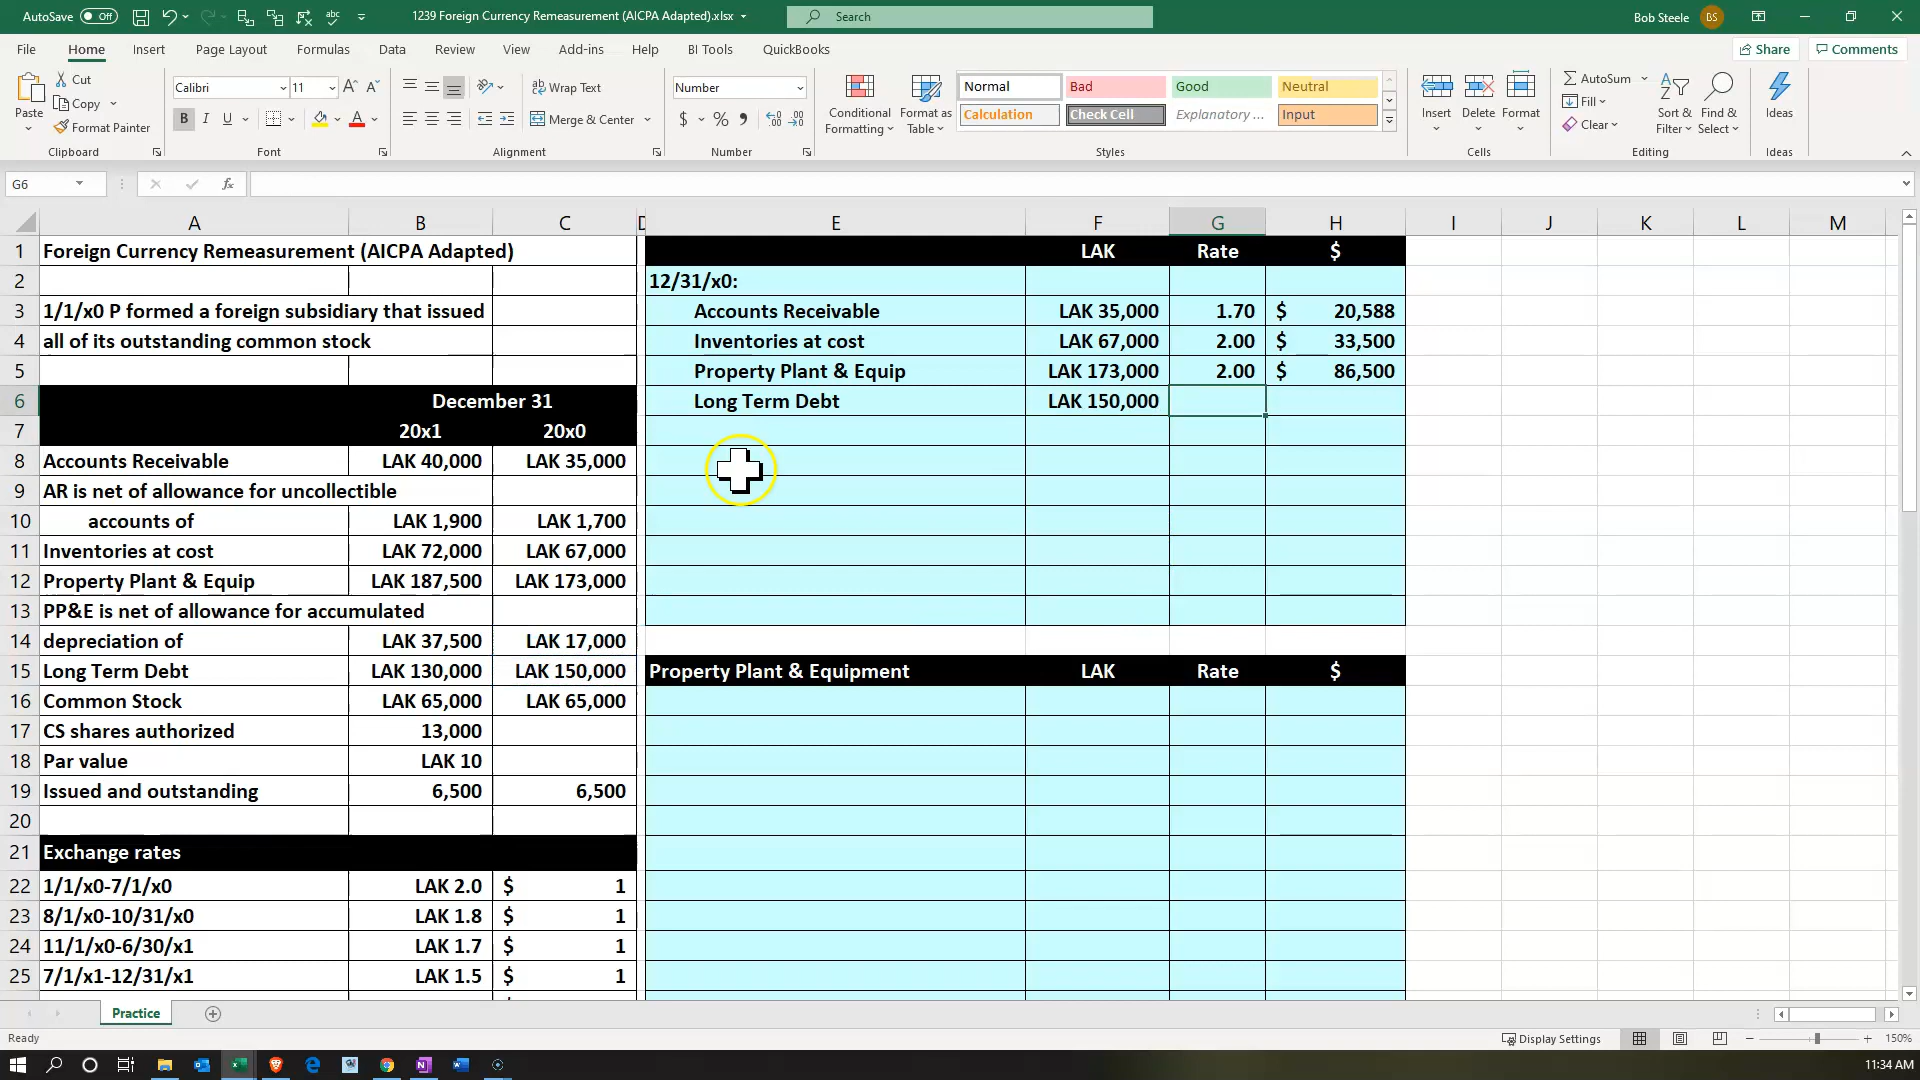 AutoSave Off 1239 Foreign Currency Remeasurement (AICPA Adapted).xlsx Search Bob Steele BS
File Home Insert Page Layout Formulas Data Review View Add-ins Help BI Tools QuickBooks Share Comments
Paste Cut Copy Format Painter Clipboard
Calibri 11 B I U A Font
Wrap Text Merge & Center Alignment
Number $ % Number
Conditional Formatting Format as Table Normal Bad Good Neutral Calculation Check Cell Explanatory ... Input Styles
Insert Delete Format Cells
AutoSum Fill Clear Sort & Filter Find & Select Editing
Ideas Ideas
G6 fx
A B C D E F G H I J K L M
1 Foreign Currency Remeasurement (AICPA Adapted) LAK Rate $
2 12/31/x0:
3 1/1/x0 P formed a foreign subsidiary that issued Accounts Receivable LAK 35,000 1.70 $ 20,588
4 all of its outstanding common stock Inventories at cost LAK 67,000 2.00 $ 33,500
5 Property Plant & Equip LAK 173,000 2.00 $ 86,500
6 December 31 Long Term Debt LAK 150,000
7 20x1 20x0
8 Accounts Receivable LAK 40,000 LAK 35,000
9 AR is net of allowance for uncollectible
10 accounts of LAK 1,900 LAK 1,700
11 Inventories at cost LAK 72,000 LAK 67,000
12 Property Plant & Equip LAK 187,500 LAK 173,000
13 PP&E is net of allowance for accumulated
14 depreciation of LAK 37,500 LAK 17,000
15 Long Term Debt LAK 130,000 LAK 150,000 Property Plant & Equipment LAK Rate $
16 Common Stock LAK 65,000 LAK 65,000
17 CS shares authorized 13,000
18 Par value LAK 10
19 Issued and outstanding 6,500 6,500
20
21 Exchange rates
22 1/1/x0-7/1/x0 LAK 2.0 $ 1
23 8/1/x0-10/31/x0 LAK 1.8 $ 1
24 11/1/x0-6/30/x1 LAK 1.7 $ 1
25 7/1/x1-12/31/x1 LAK 1.5 $ 1
Practice
Ready Display Settings 150%
11:34 AM